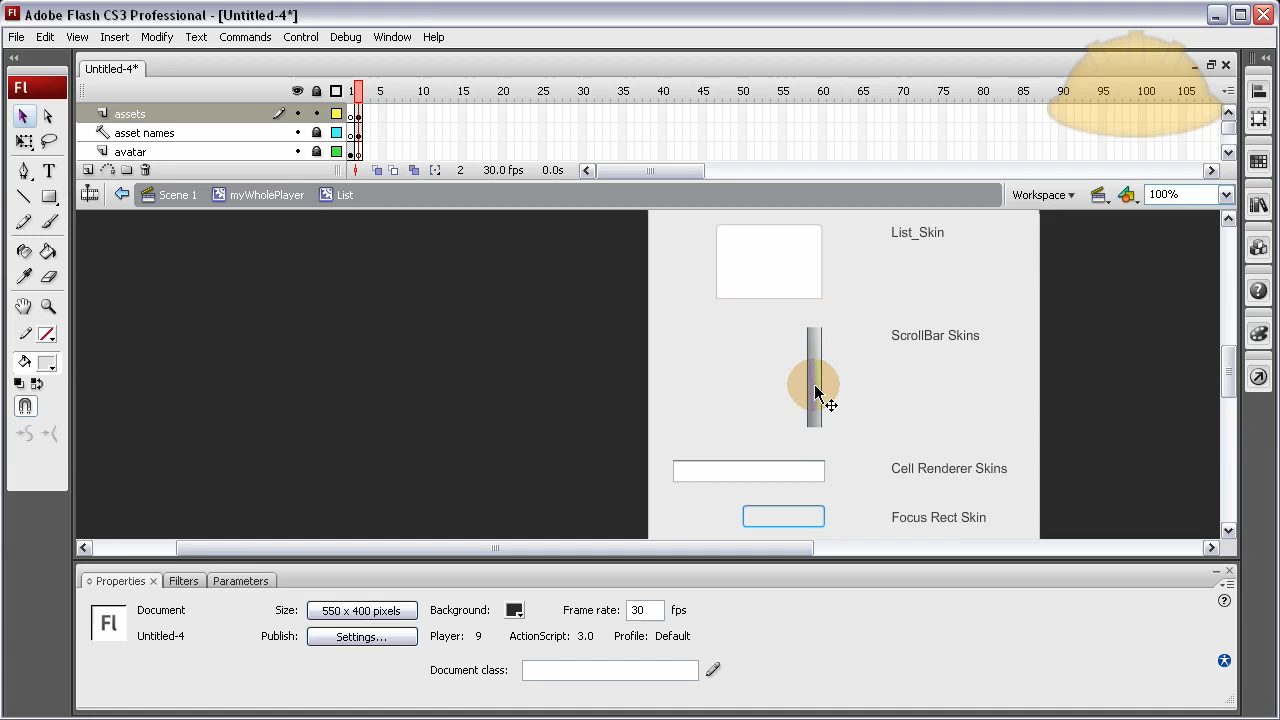 Adobe Flash CS3 Professional - [Untitled-4*]
File Edit View Insert Modify Text Commands Control Debug Window Help
Untitled-4*
Fl
1 5 10 15 20 25 30 35 40 45 50 55 60 65 70 75 80 85 90 95 100 105
assets
asset names
avatar
2 30.0 fps 0.05
Scene 1 myWholePlayer List Workspace 100%
List_Skin
ScrollBar Skins
Cell Renderer Skins
Focus Rect Skin
Properties Filters Parameters
Fl Document Size: 550 x 400 pixels Background: Frame rate: 30 fps
Untitled-4 Publish: Settings... Player: 9 ActionScript: 3.0 Profile: Default
Document class: